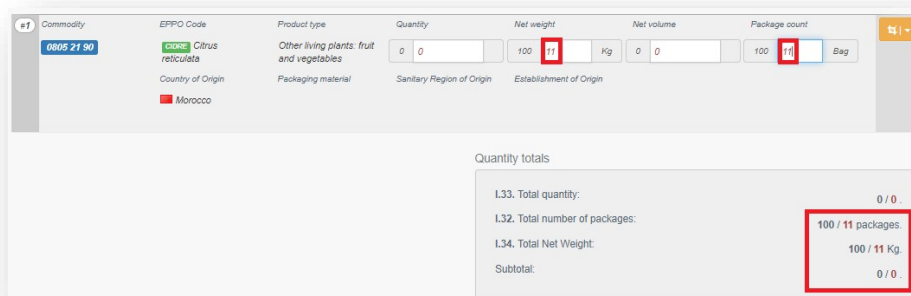 #1 Commodity EPPO Code Product type Quantity Net weight Net volume Package count
0805 21 90 CIDRE Citrus reticulata Other living plants: fruit and vegetables 0 0 100 11 Kg 0 0 100 11 Bag
Country of Origin Packaging material Sanitary Region of Origin Establishment of Origin
Morocco
Quantity totals
I.33. Total quantity: 0 / 0 .
I.32. Total number of packages: 100 / 11 packages.
I.34. Total Net Weight: 100 / 11 Kg.
Subtotal: 0 / 0 .